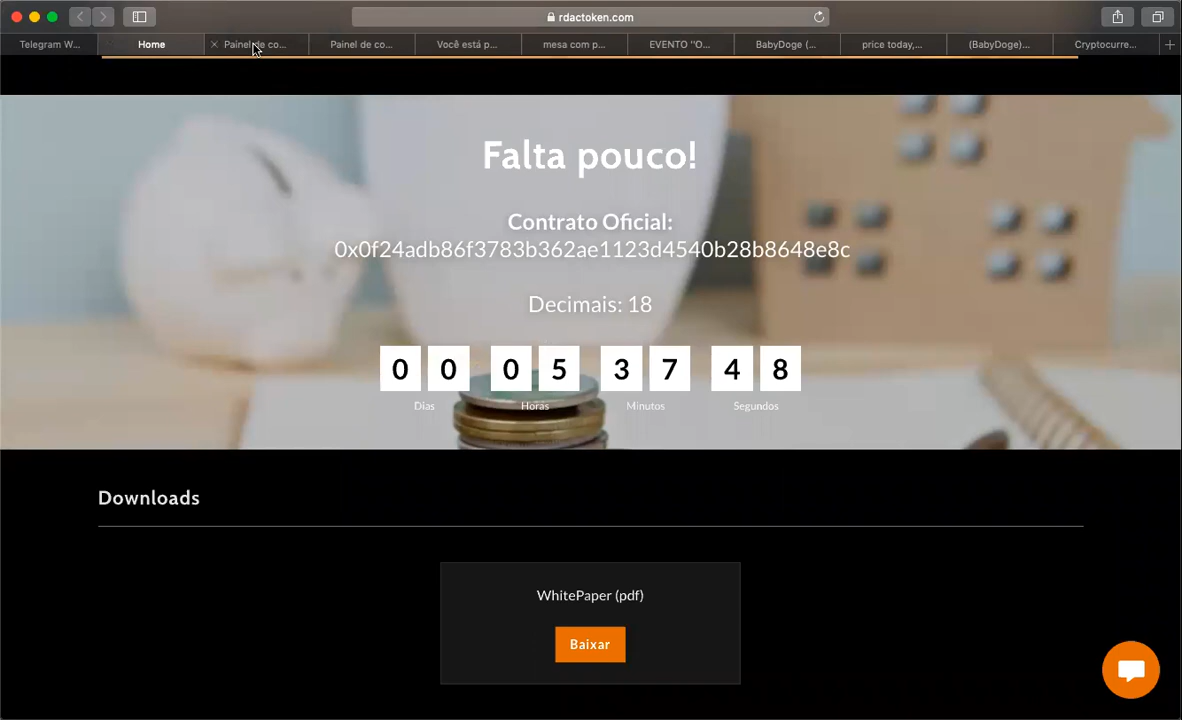 rdactoken.com
Telegram W...
Home
Painel de co...
Painel de co...
Você está p...
mesa com p...
EVENTO "O...
BabyDoge (...
price today,...
(BabyDoge)...
Cryptocurre...
Falta pouco!
Contrato Oficial:
0x0f24adb86f3783b362ae1123d4540b28b8648e8c
Decimais: 18
0 0 0 5 3 7 4 8
Dias Horas Minutos Segundos
Downloads
WhitePaper (pdf)
Baixar